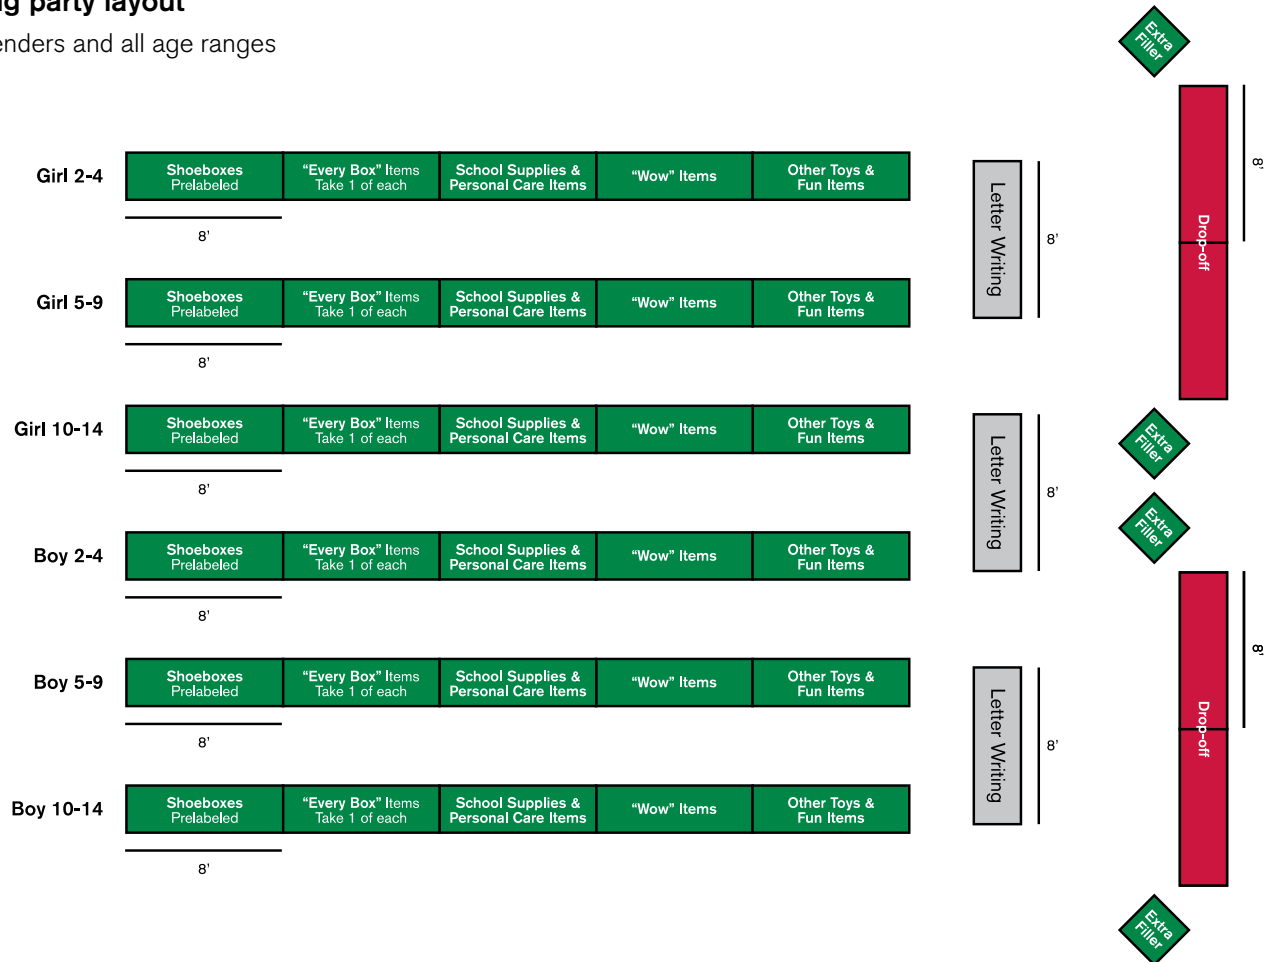 party layout
and all age ranges
Extra
Filler
8'
Drop-off
Girl 2-4
Shoeboxes
Prelabeled
"Every Box" Items
Take 1 of each
School Supplies &
Personal Care Items
"Wow" Items
Other Toys &
Fun Items
8'
Letter Writing
8'
Girl 5-9
Shoeboxes
Prelabeled
"Every Box" Items
Take 1 of each
School Supplies &
Personal Care Items
"Wow" Items
Other Toys &
Fun Items
8'
Girl 10-14
Shoeboxes
Prelabeled
"Every Box" Items
Take 1 of each
School Supplies &
Personal Care Items
"Wow" Items
Other Toys &
Fun Items
8'
Letter Writing
8'
Extra
Filler
Extra
Filler
Boy 2-4
Shoeboxes
Prelabeled
"Every Box" Items
Take 1 of each
School Supplies &
Personal Care Items
"Wow" Items
Other Toys &
Fun Items
8'
8'
Drop-off
Boy 5-9
Shoeboxes
Prelabeled
"Every Box" Items
Take 1 of each
School Supplies &
Personal Care Items
"Wow" Items
Other Toys &
Fun Items
8'
Letter Writing
8'
Boy 10-14
Shoeboxes
Prelabeled
"Every Box" Items
Take 1 of each
School Supplies &
Personal Care Items
"Wow" Items
Other Toys &
Fun Items
8'
Extra
Filler